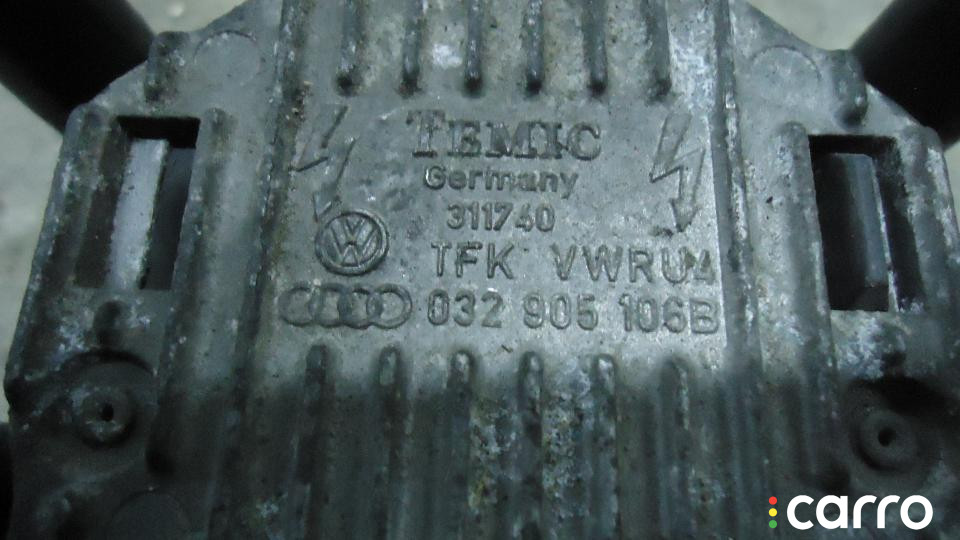 TEMIC
Germany
311740
TFK VWRU4
032 905 106B
carro